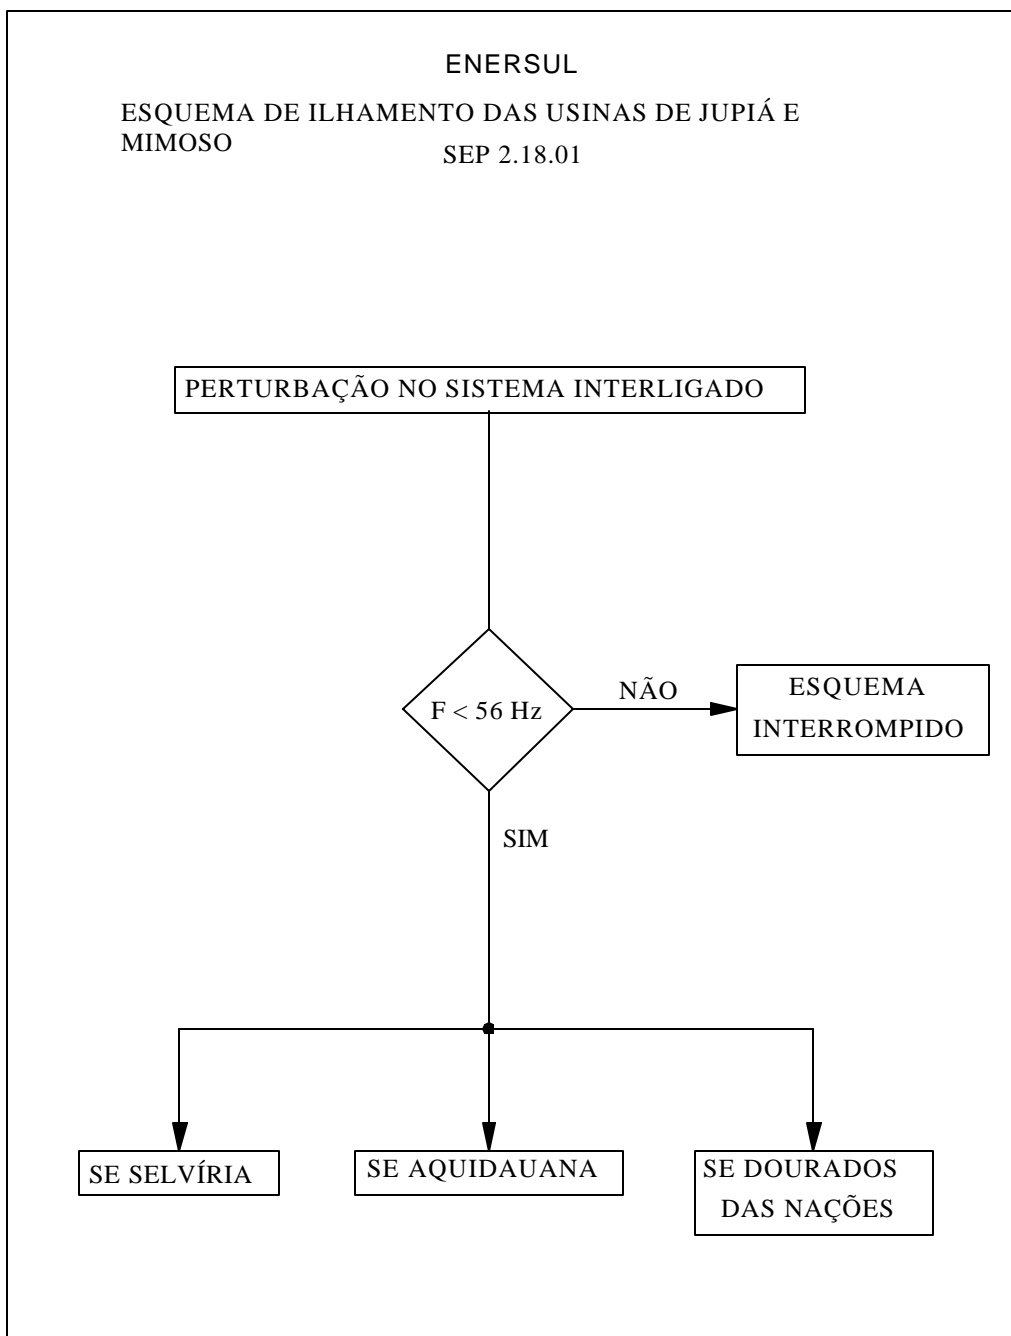 ENERSUL
ESQUEMA DE ILHAMENTO DAS USINAS DE JUPIÁ E
MIMOSO
SEP 2.18.01
PERTURBAÇÃO NO SISTEMA INTERLIGADO
F < 56 Hz
NÃO
ESQUEMA
INTERROMPIDO
SIM
SE SELVÍRIA
SE AQUIDAUANA
SE DOURADOS
DAS NAÇÕES